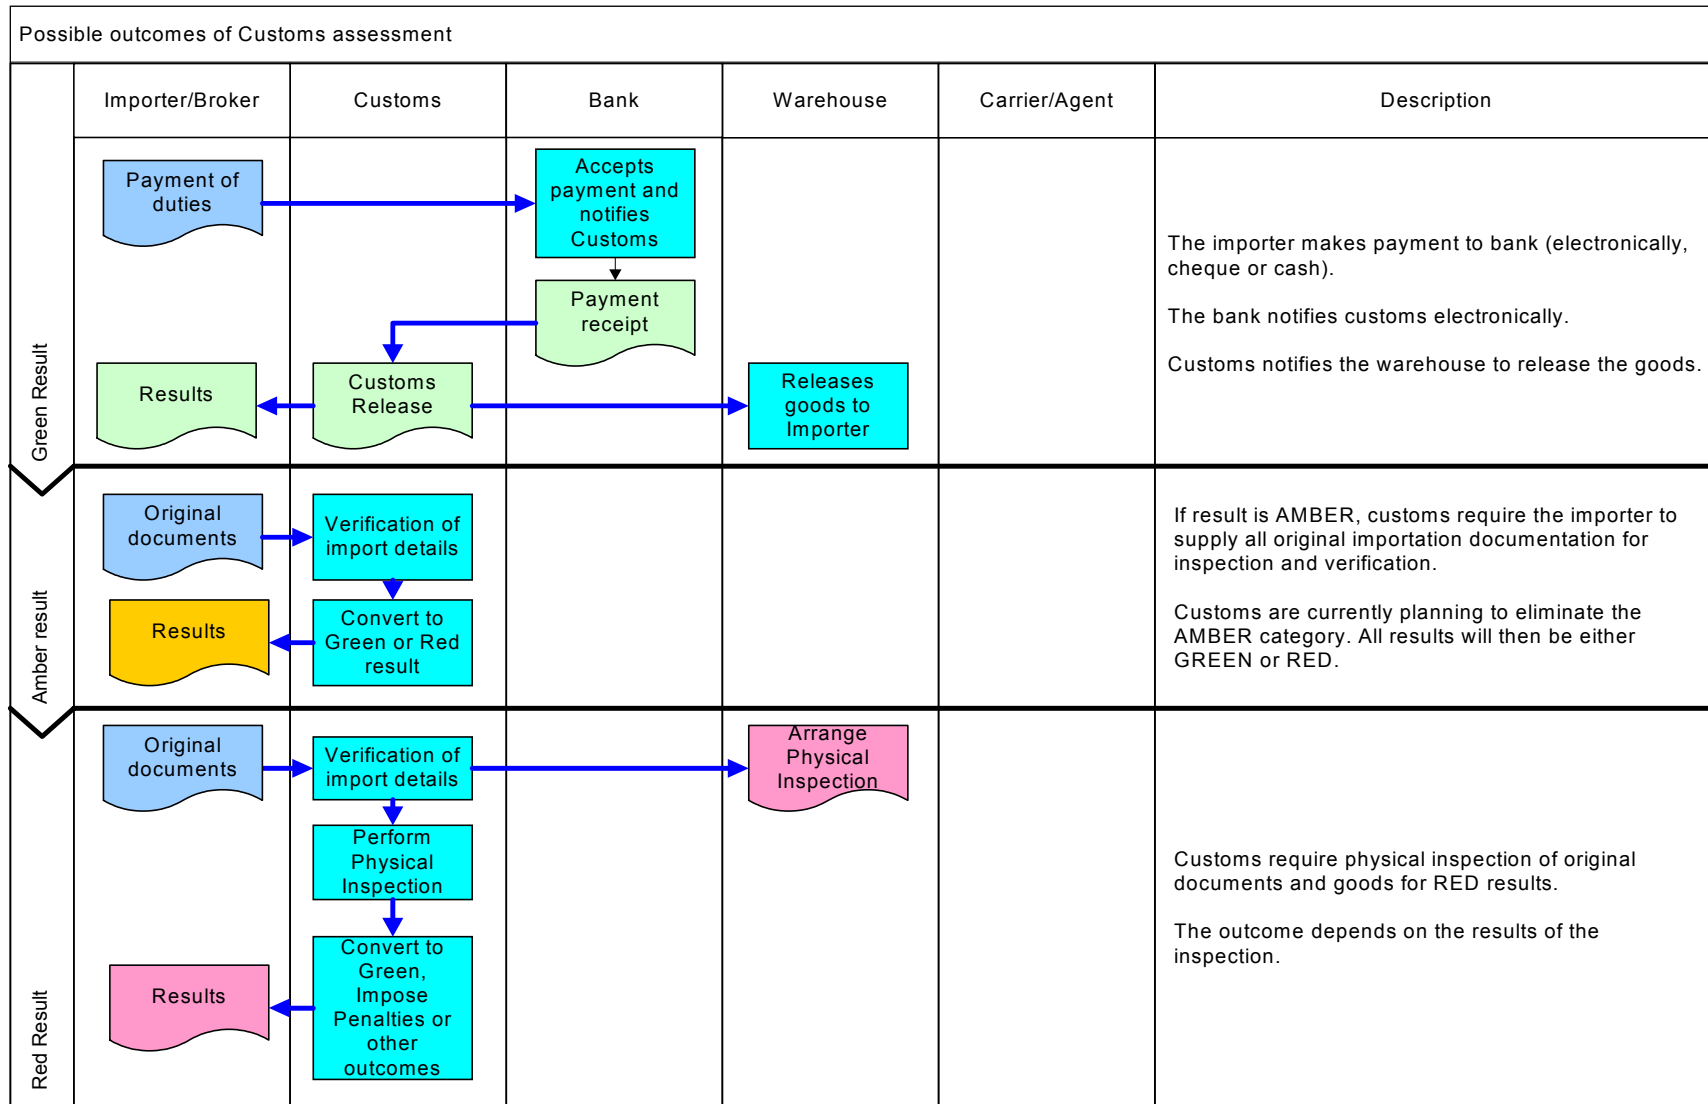 Possible outcomes of Customs assessment
Importer/Broker
Customs
Bank
Warehouse
Carrier/Agent
Description
Green Result
Payment of
duties
Accepts
payment and
notifies
Customs
Payment
receipt
Results
Customs
Release
Releases
goods to
Importer
The importer makes payment to bank (electronically,
cheque or cash).
The bank notifies customs electronically.
Customs notifies the warehouse to release the goods.
Amber result
Original
documents
Verification of
import details
Results
Convert to
Green or Red
result
If result is AMBER, customs require the importer to
supply all original importation documentation for
inspection and verification.
Customs are currently planning to eliminate the
AMBER category. All results will then be either
GREEN or RED.
Red Result
Original
documents
Verification of
import details
Arrange
Physical
Inspection
Perform
Physical
Inspection
Results
Convert to
Green,
Impose
Penalties or
other
outcomes
Customs require physical inspection of original
documents and goods for RED results.
The outcome depends on the results of the
inspection.